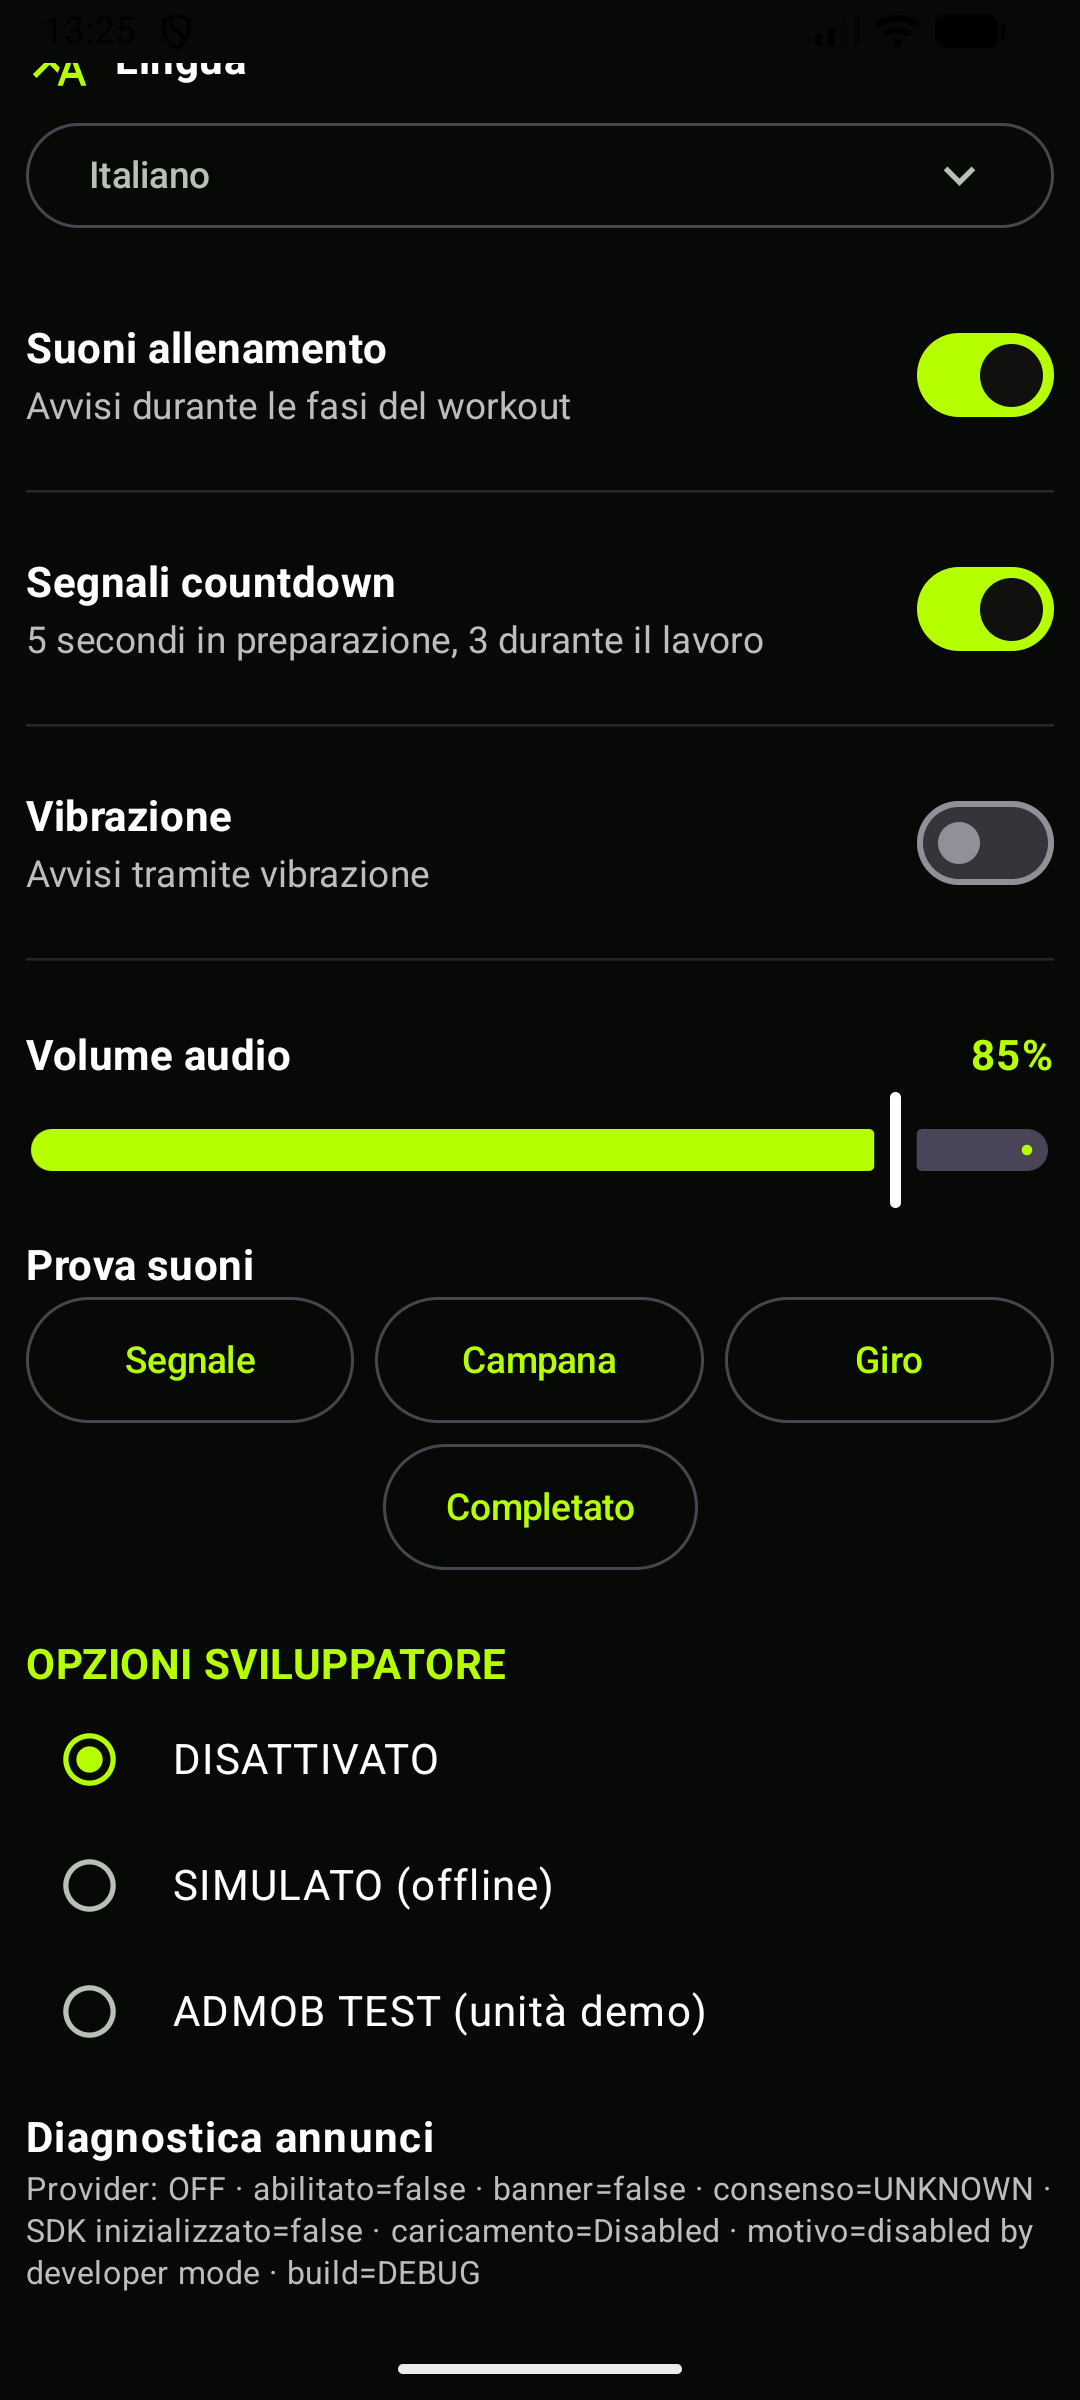 13:25
Lingua
Italiano
Suoni allenamento
Avvisi durante le fasi del workout
Segnali countdown
5 secondi in preparazione, 3 durante il lavoro
Vibrazione
Avvisi tramite vibrazione
Volume audio
85%
Prova suoni
Segnale
Campana
Giro
Completato
OPZIONI SVILUPPATORE
DISATTIVATO
SIMULATO (offline)
ADMOB TEST (unità demo)
Diagnostica annunci
Provider: OFF · abilitato=false · banner=false · consenso=UNKNOWN ·
SDK inizializzato=false · caricamento=Disabled · motivo=disabled by
developer mode · build=DEBUG